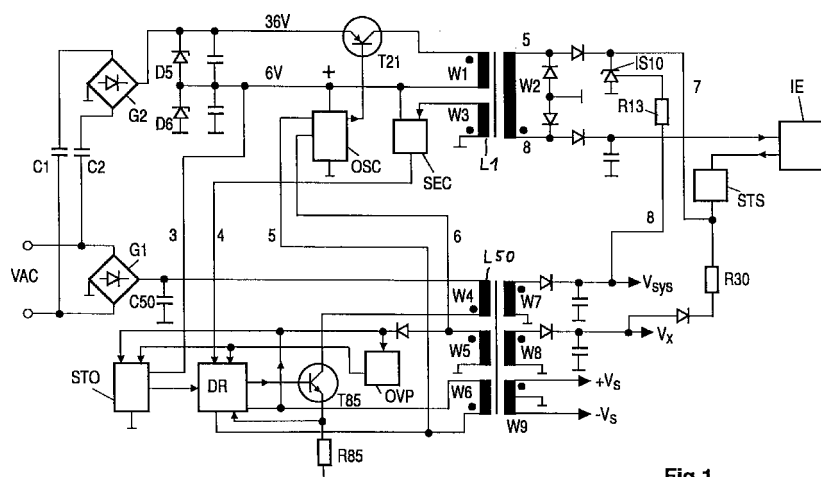 36V
T21
5
IS10
7
D5
6V
W1
W2
IE
G2
D6
+
W3
R13
C1
C2
OSC
SEC
L1
8
STS
3
4
5
6
8
VAC
G1
L50
R30
C50
W4
W7
Vsys
STO
DR
W5
W8
Vx
OVP
T85
W6
+Vs
W9
-Vs
R85
Fig.1